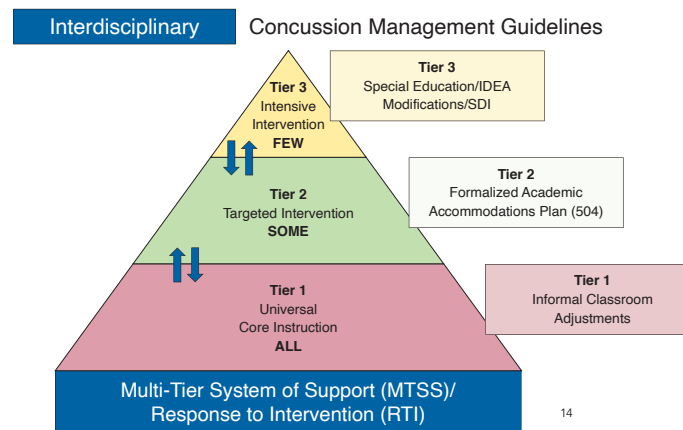 Interdisciplinary
Concussion Management Guidelines
Tier 3
Intensive
Intervention
FEW
Tier 3
Special Education/IDEA
Modifications/SDI
Tier 2
Targeted Intervention
SOME
Tier 2
Formalized Academic
Accommodations Plan (504)
Tier 1
Universal
Core Instruction
ALL
Tier 1
Informal Classroom
Adjustments
Multi-Tier System of Support (MTSS)/
Response to Intervention (RTI)
14